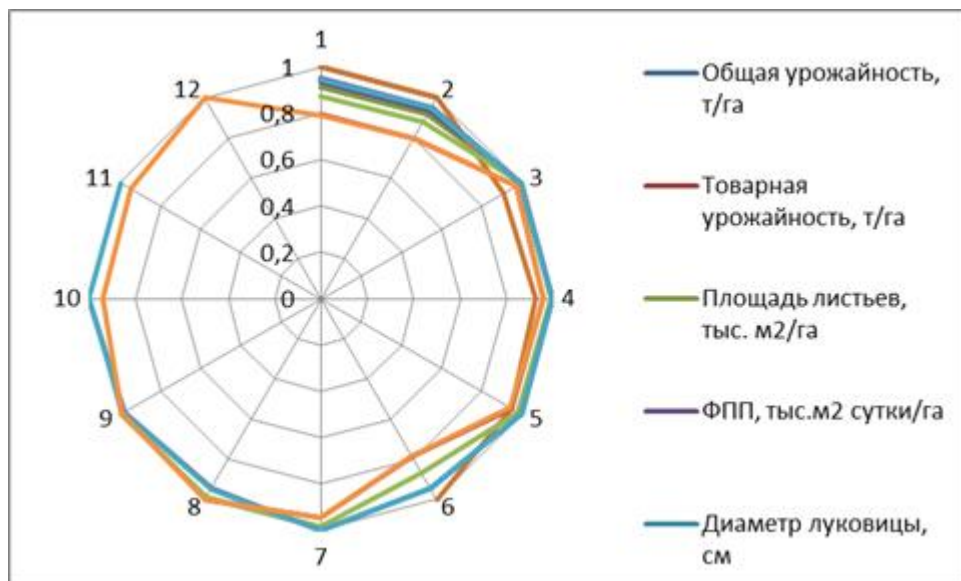 1
2
3
4
5
6
7
8
9
10
11
12
1
0,8
0,6
0,4
0,2
0
Общая урожайность,
т/га
Товарная
урожайность, т/га
Площадь листьев,
тыс. м2/га
ФПП, тыс.м2 сутки/га
Диаметр луковицы,
см